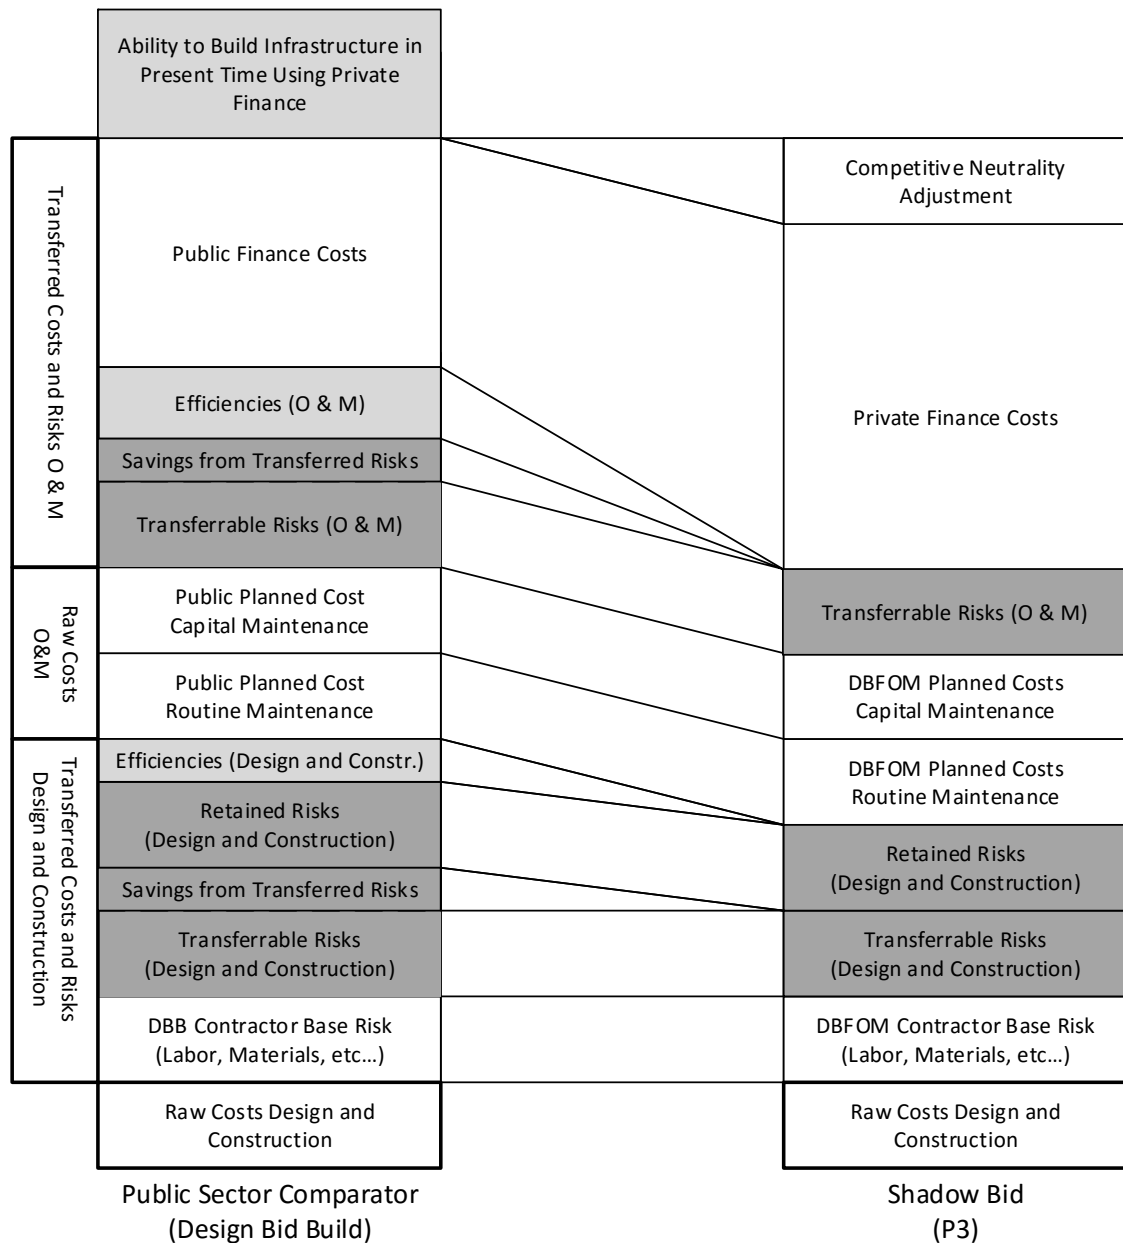 Ability to Build Infrastructure in
Present Time Using Private
Finance
Transferred Costs and Risks O & M
Public Finance Costs
Efficiencies (O & M)
Savings from Transferred Risks
Transferrable Risks (O & M)
Raw Costs
O&M
Public Planned Cost
Capital Maintenance
Public Planned Cost
Routine Maintenance
Transferred Costs and Risks
Design and Construction
Efficiencies (Design and Constr.)
Retained Risks
(Design and Construction)
Savings from Transferred Risks
Transferrable Risks
(Design and Construction)
DBB Contractor Base Risk
(Labor, Materials, etc...)
Raw Costs Design and
Construction
Public Sector Comparator
(Design Bid Build)
Competitive Neutrality
Adjustment
Private Finance Costs
Transferrable Risks (O & M)
DBFOM Planned Costs
Capital Maintenance
DBFOM Planned Costs
Routine Maintenance
Retained Risks
(Design and Construction)
Transferrable Risks
(Design and Construction)
DBFOM Contractor Base Risk
(Labor, Materials, etc...)
Raw Costs Design and
Construction
Shadow Bid
(P3)